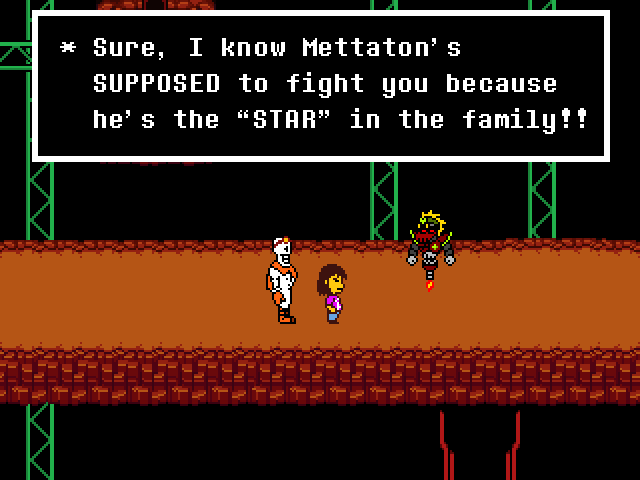 * Sure, I know Mettaton's
SUPPOSED to fight you because
he's the “STAR” in the family!!